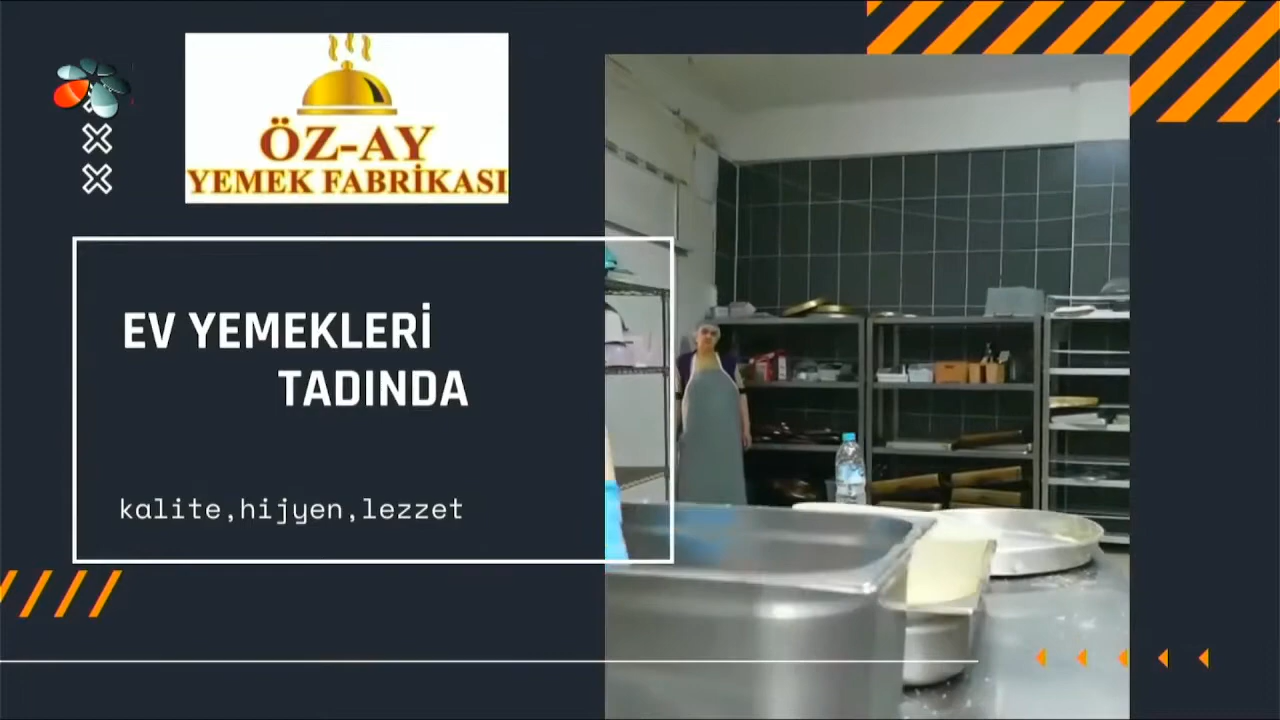 ÖZ-AY
YEMEK FABRİKASI
EV YEMEKLERİ
TADINDA
kalite,hijyen,lezzet